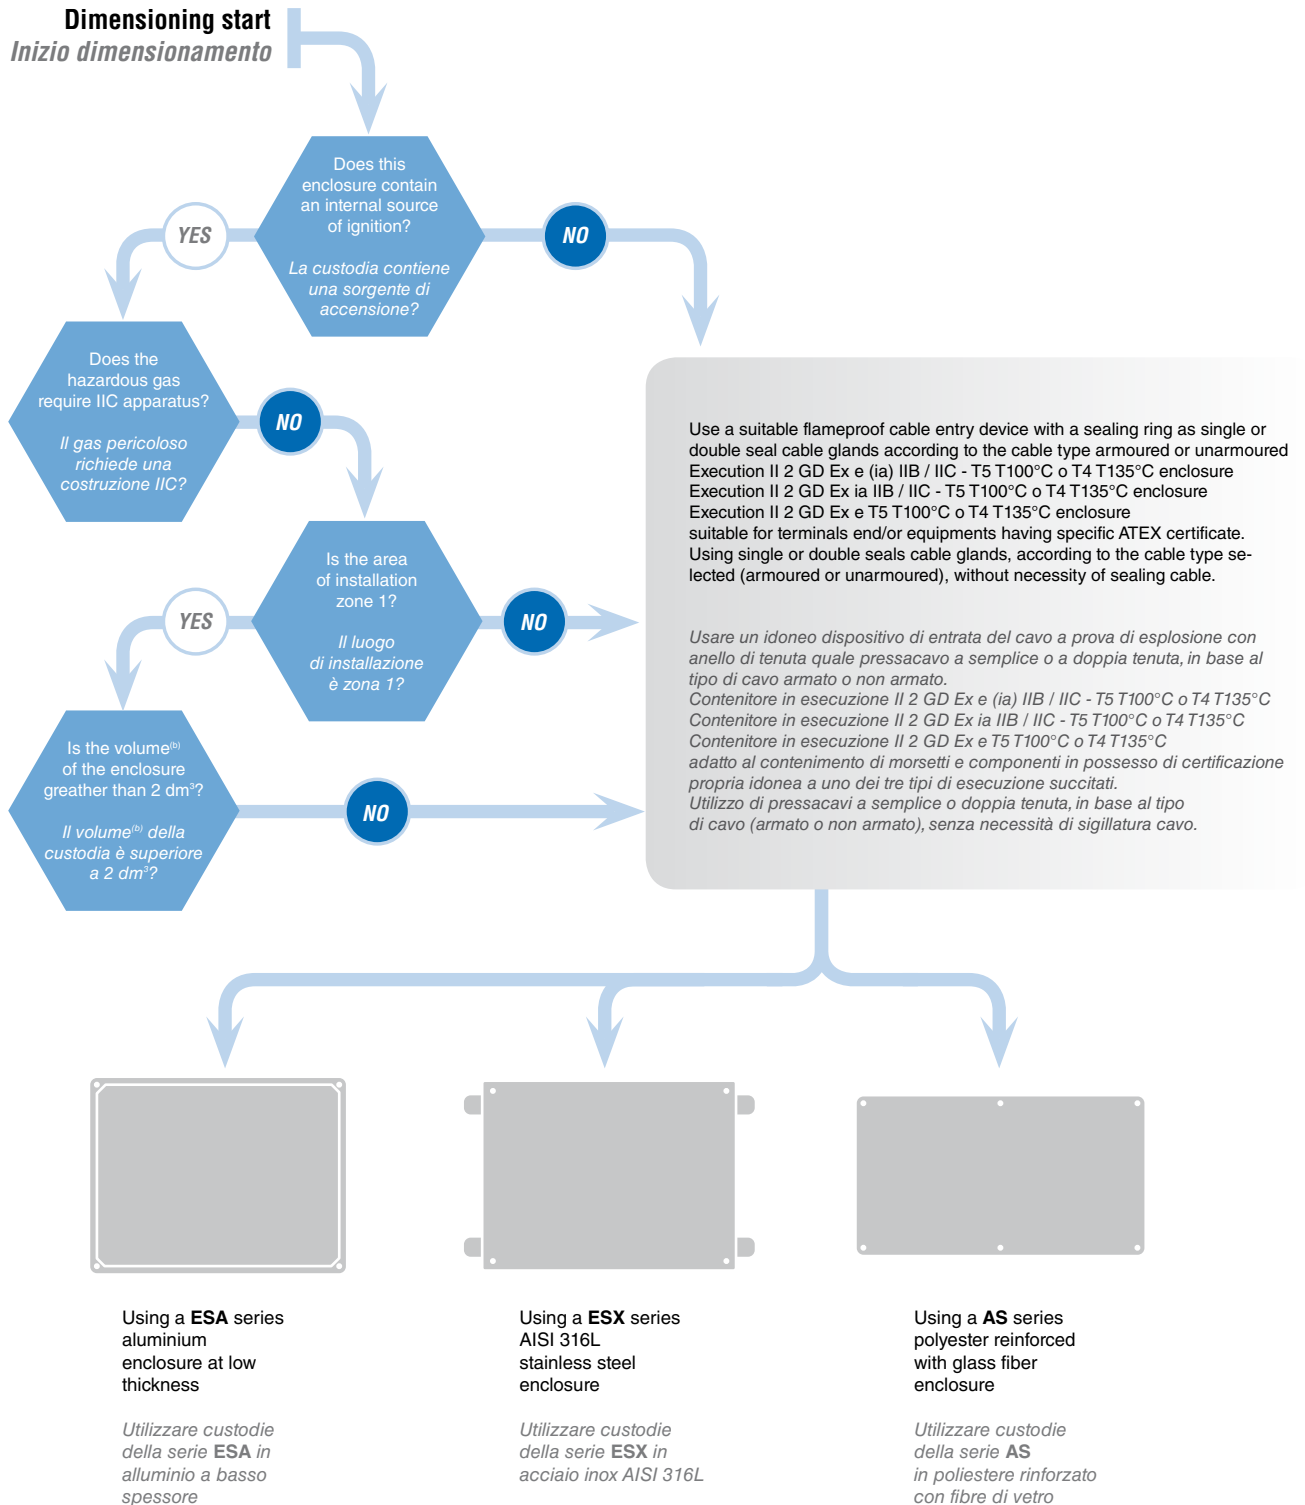 Dimensioning start
Inizio dimensionamento
Does this
enclosure contain
an internal source
of ignition?
La custodia contiene
una sorgente di
accensione?
YES
NO
Does the
hazardous gas
require IIC apparatus?
Il gas pericoloso
richiede una
costruzione IIC?
NO
Is the area
of installation
zone 1?
Il luogo
di installazione
è zona 1?
YES
NO
Is the volume(b)
of the enclosure
greather than 2 dm³?
Il volume(b) della
custodia è superiore
a 2 dm³?
NO
Use a suitable flameproof cable entry device with a sealing ring as single or
double seal cable glands according to the cable type armoured or unarmoured
Execution II 2 GD Ex e (ia) IIB / IIC - T5 T100°C o T4 T135°C enclosure
Execution II 2 GD Ex ia IIB / IIC - T5 T100°C o T4 T135°C enclosure
Execution II 2 GD Ex e T5 T100°C o T4 T135°C enclosure
suitable for terminals end/or equipments having specific ATEX certificate.
Using single or double seals cable glands, according to the cable type se-
lected (armoured or unarmoured), without necessity of sealing cable.
Usare un idoneo dispositivo di entrata del cavo a prova di esplosione con
anello di tenuta quale pressacavo a semplice o a doppia tenuta, in base al
tipo di cavo armato o non armato.
Contenitore in esecuzione II 2 GD Ex e (ia) IIB / IIC - T5 T100°C o T4 T135°C
Contenitore in esecuzione II 2 GD Ex ia IIB / IIC - T5 T100°C o T4 T135°C
Contenitore in esecuzione II 2 GD Ex e T5 T100°C o T4 T135°C
adatto al contenimento di morsetti e componenti in possesso di certificazione
propria idonea a uno dei tre tipi di esecuzione succitati.
Utilizzo di pressacavi a semplice o doppia tenuta, in base al tipo
di cavo (armato o non armato), senza necessità di sigillatura cavo.
Using a ESA series
aluminium
enclosure at low
thickness
Utilizzare custodie
della serie ESA in
alluminio a basso
spessore
Using a ESX series
AISI 316L
stainless steel
enclosure
Utilizzare custodie
della serie ESX in
acciaio inox AISI 316L
Using a AS series
polyester reinforced
with glass fiber
enclosure
Utilizzare custodie
della serie AS
in poliestere rinforzato
con fibre di vetro